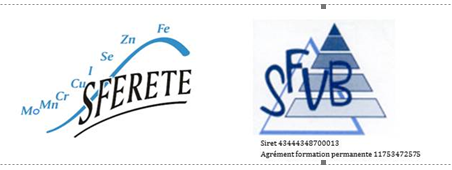 Fe
Zn
Se
I
Cu
Cr
Mn
Mo
SFERETE
SFVB
Siret 43444348700013
Agrément formation permanente 11753472575